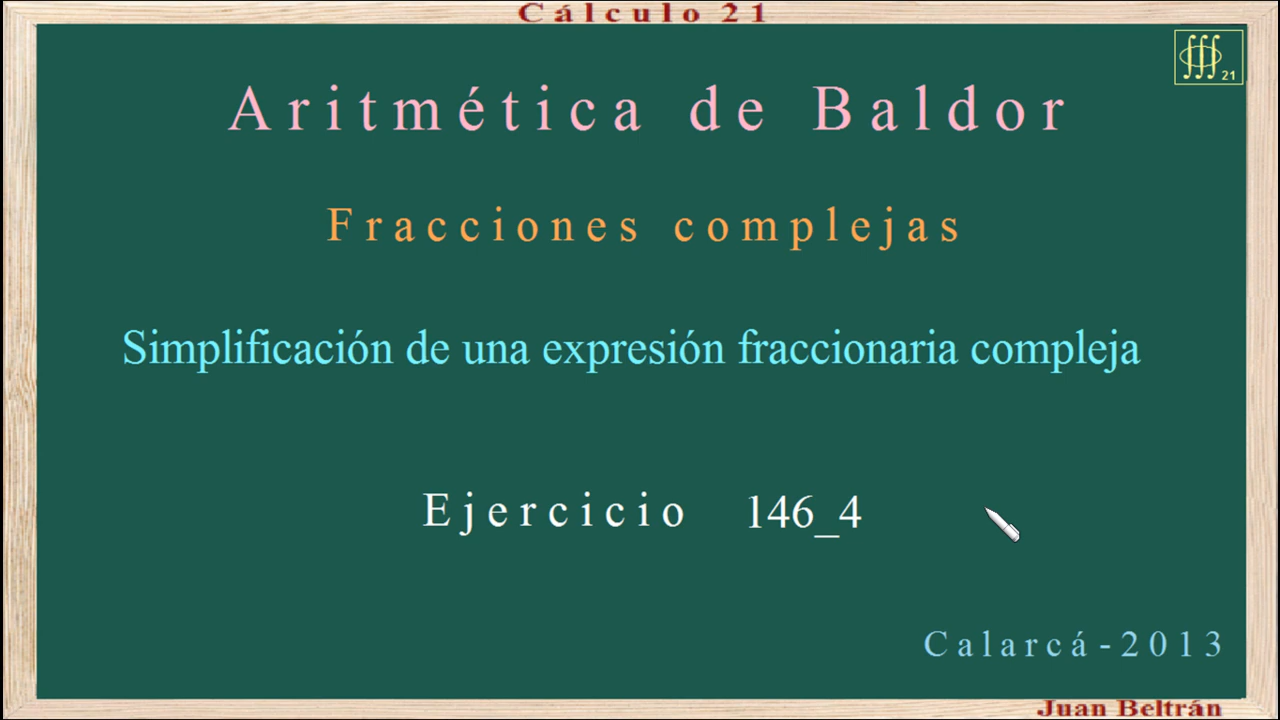 Cálculo 21
∫∫∫ 21
Aritmética de Baldor
Fracciones complejas
Simplificación de una expresión fraccionaria compleja
Ejercicio 146_4
Calarcá-2013
Juan Beltrán